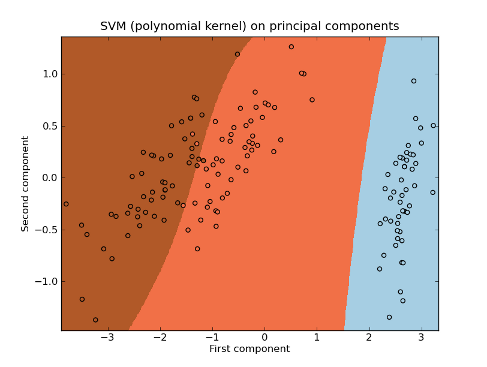 SVM (polynomial kernel) on principal components
1.0
0.5
0.0
−0.5
−1.0
Second component
−3 −2 −1 0 1 2 3
First component